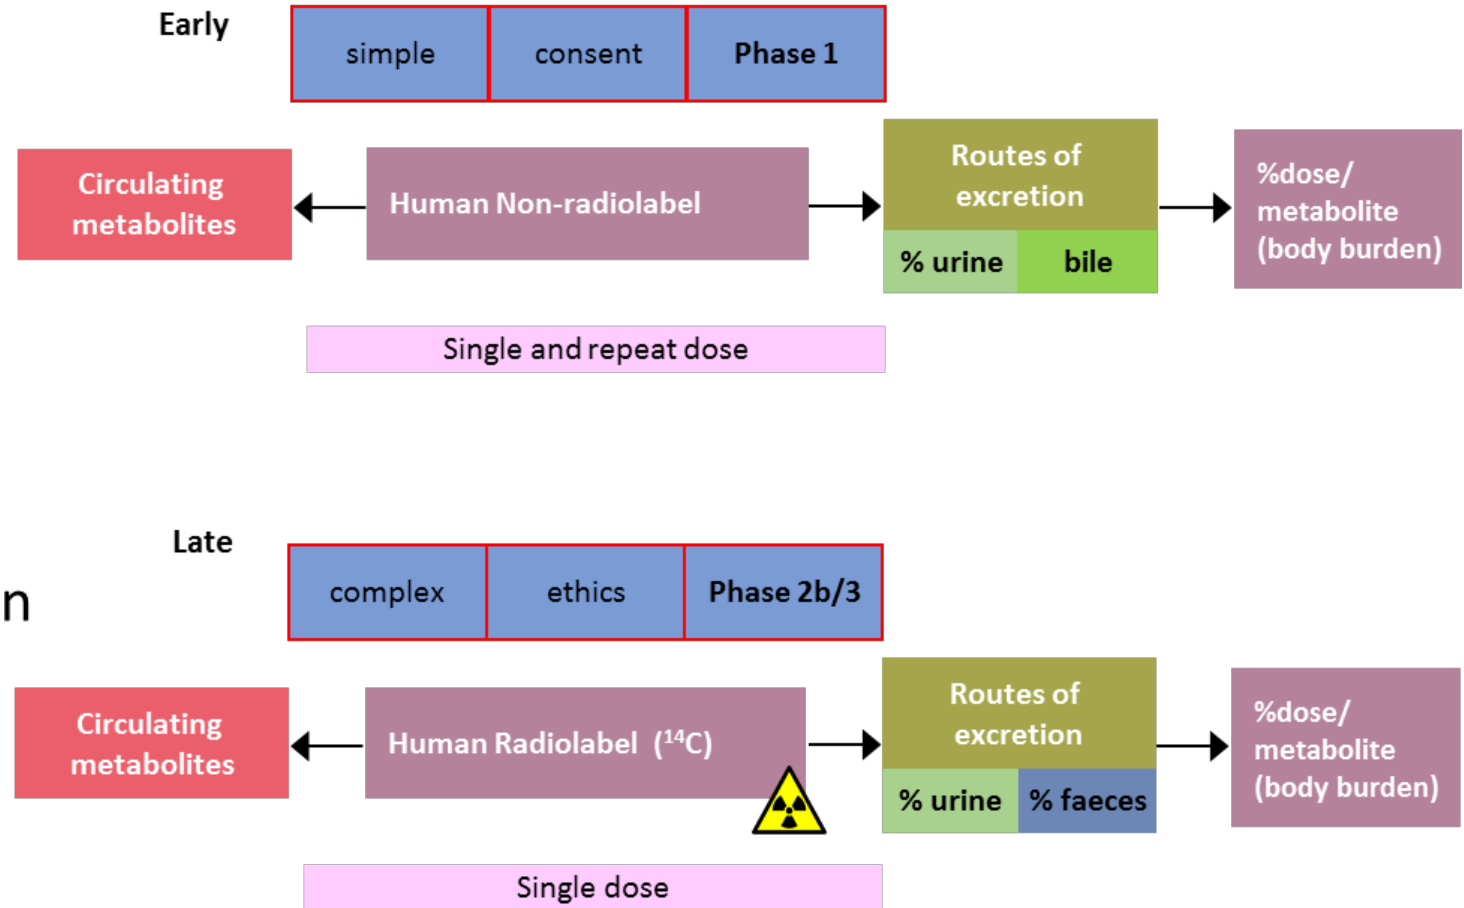 Early
simple consent Phase 1
Circulating
metabolites
Human Non-radiolabel
Routes of
excretion
% urine bile
%dose/
metabolite
(body burden)
Single and repeat dose
Late
n
complex ethics Phase 2b/3
Circulating
metabolites
Human Radiolabel (¹⁴C)
Routes of
excretion
% urine % faeces
%dose/
metabolite
(body burden)
Single dose